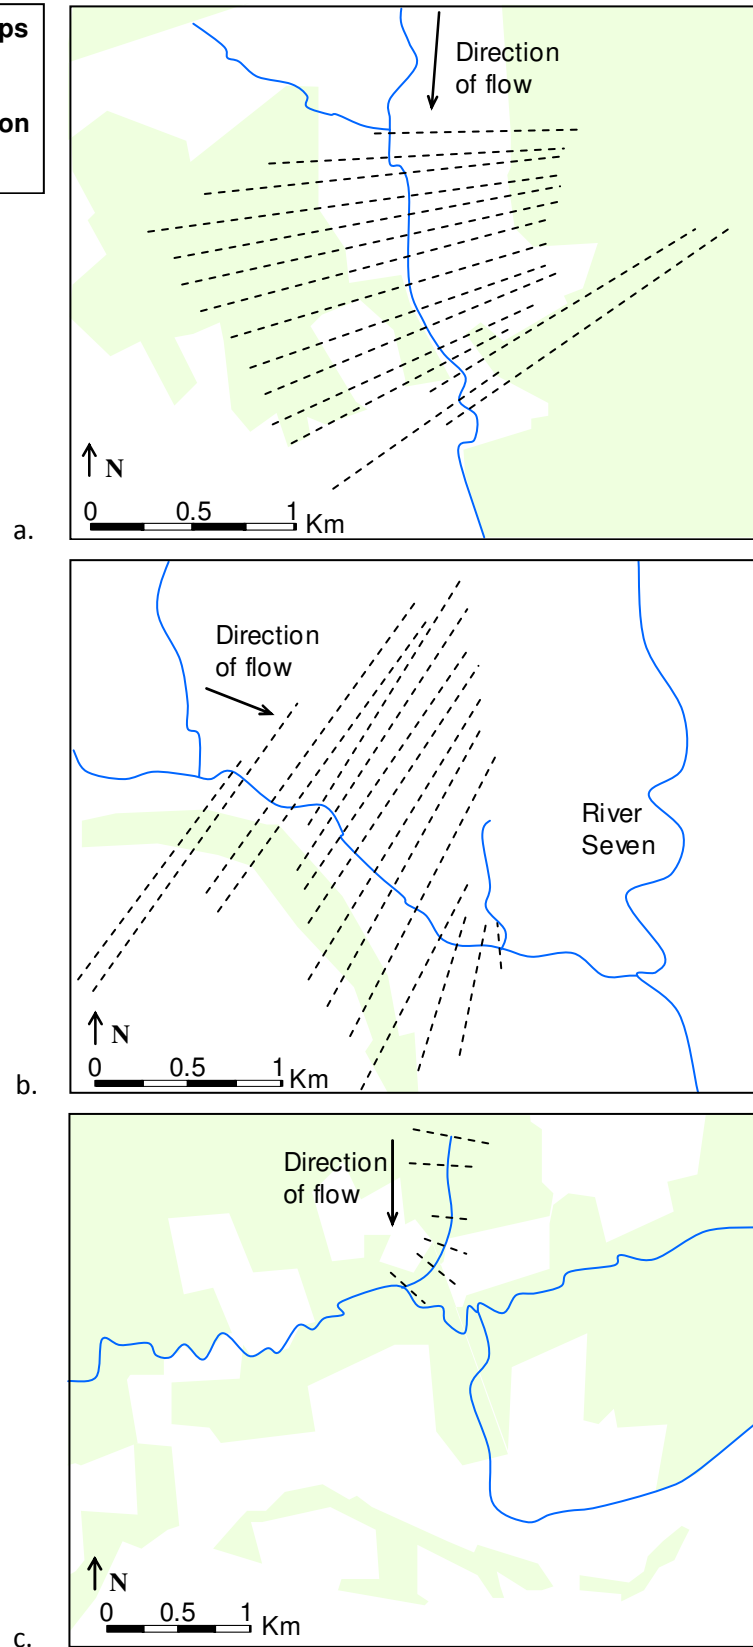 ps
on
Direction
of flow
N
0 0.5 1
Km
a.
Direction
of flow
River
Seven
N
0 0.5 1
Km
b.
Direction
of flow
N
0 0.5 1
Km
c.